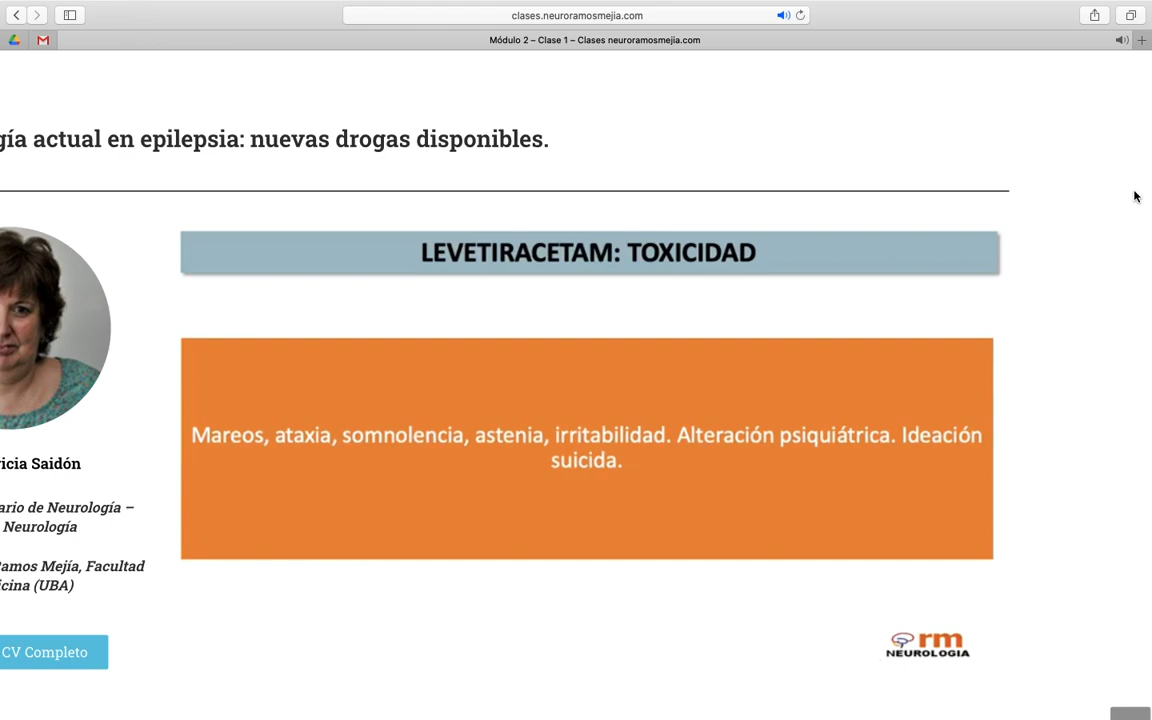 clases.neuroramosmejia.com
Módulo 2 – Clase 1 – Clases neuroramosmejia.com
gía actual en epilepsia: nuevas drogas disponibles.
LEVETIRACETAM: TOXICIDAD
Mareos, ataxia, somnolencia, astenia, irritabilidad. Alteración psiquiátrica. Ideación
suicida.
icia Saidón
ario de Neurología –
Neurología
Ramos Mejía, Facultad
icina (UBA)
CV Completo
rm
NEUROLOGIA